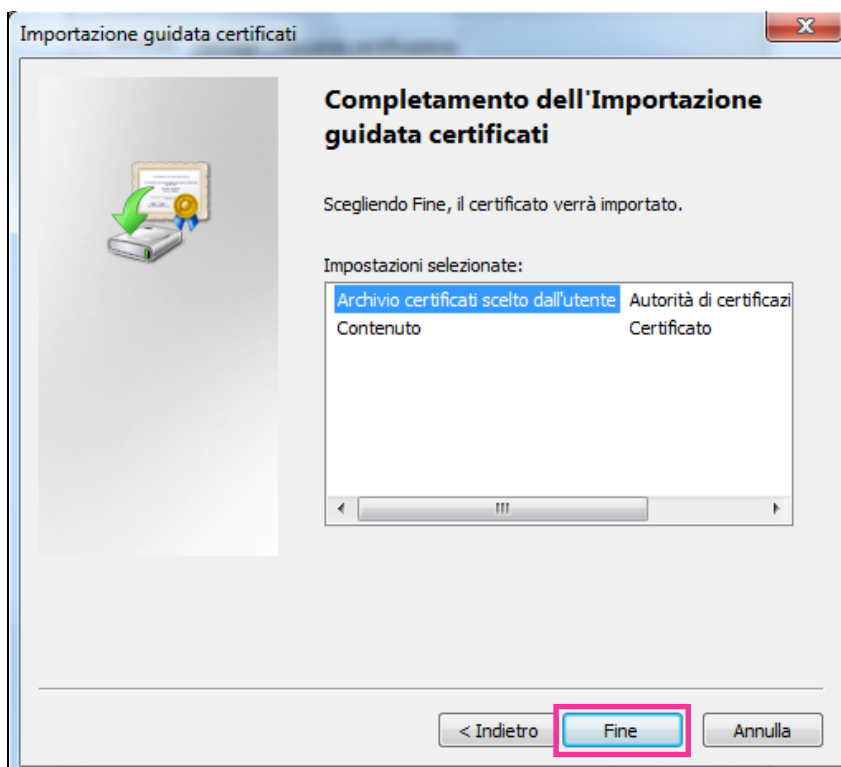 Importazione guidata certificati
Completamento dell'Importazione
guidata certificati
Scegliendo Fine, il certificato verrà importato.
Impostazioni selezionate:
Archivio certificati scelto dall'utente Autorità di certificazi
Contenuto Certificato
< Indietro Fine Annulla